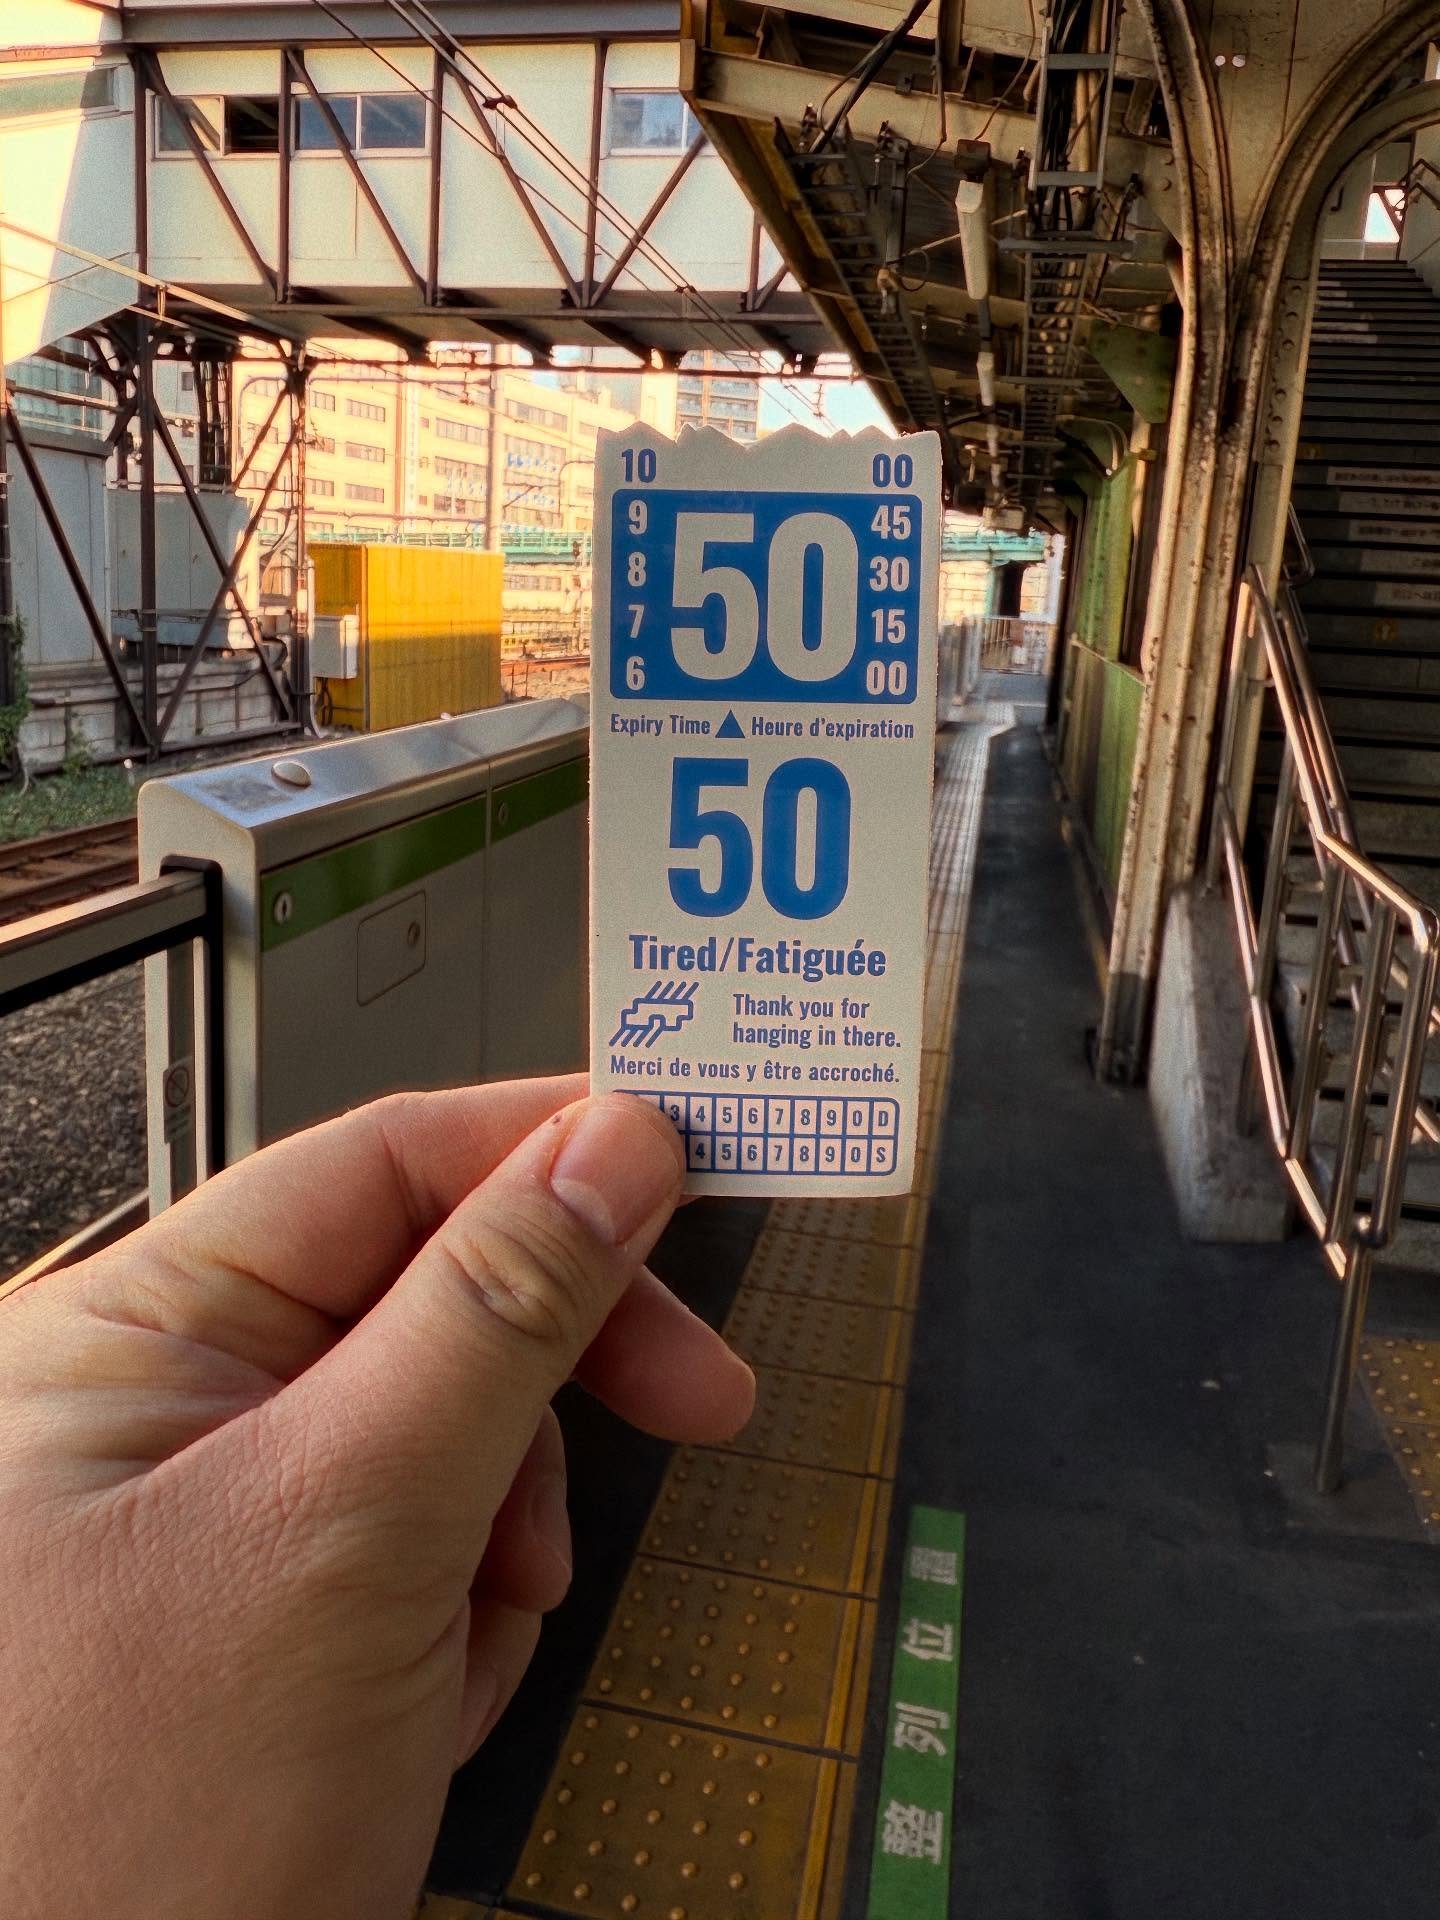 10 00
9 50 45
8 30
7 15
6 00
Expiry Time ▲ Heure d'expiration
50
Tired/Fatiguée
Thank you for
hanging in there.
Merci de vous y être accroché.
3 4 5 6 7 8 9 0 D
4 5 6 7 8 9 0 S
整列位置